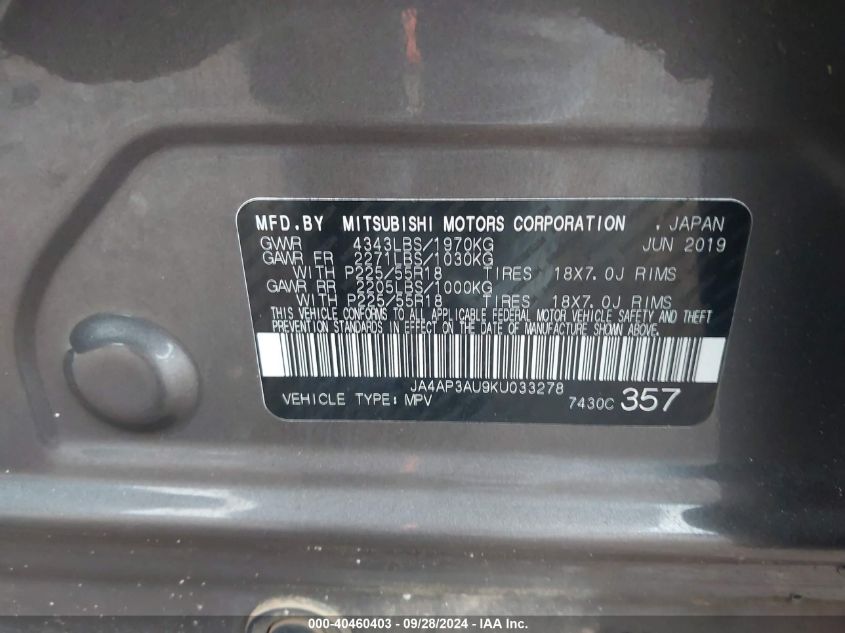 MFD.BY MITSUBISHI MOTORS CORPORATION , JAPAN
GVWR 4343LBS/1970KG JUN 2019
GAWR FR 2271LBS/1030KG
WITH P225/55R18 TIRES 18X7.0J RIMS
GAWR RR 2205LBS/1000KG
WITH P225/55R18 TIRES 18X7.0J RIMS
THIS VEHICLE CONFORMS TO ALL APPLICABLE FEDERAL MOTOR VEHICLE SAFETY AND THEFT
PREVENTION STANDARDS IN EFFECT ON THE DATE OF MANUFACTURE SHOWN ABOVE.
JA4AP3AU9KU033278
VEHICLE TYPE: MPV 7430C 357
000-40460403 - 09/28/2024 - IAA Inc.